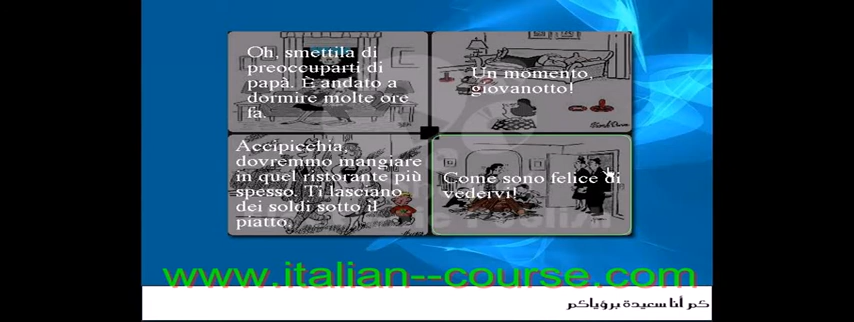 Oh, smettila di
preoccuparti di
papà. È andato a
dormire molte ore
fa.
Un momento,
giovanotto!
Accipicchia,
dovremmo mangiare
in quel ristorante più
spesso. Ti lasciano
dei soldi sotto il
piatto.
Come sono felice di
vedervi!
www.italian--course.com
كم أنا سعيدة برؤياكم